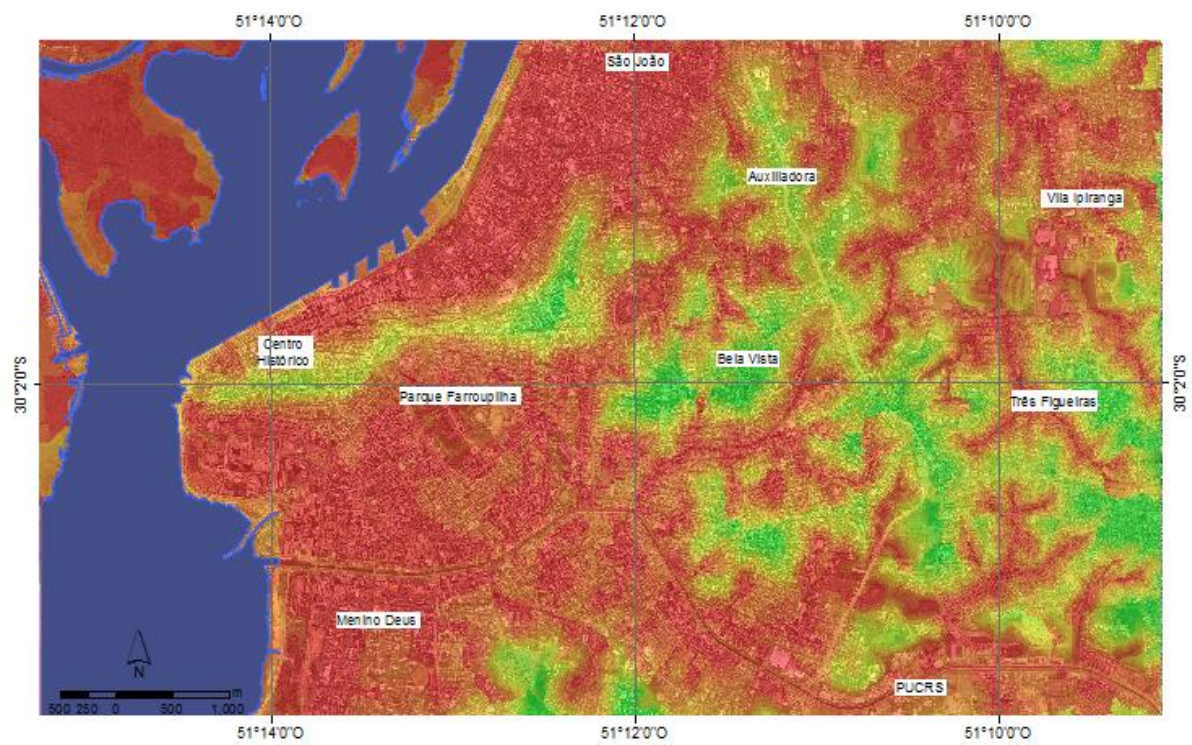 51°14'0"O 51°12'0"O 51°10'0"O
São João
Auxiliadora
Vila Ipiranga
Centro
Histórico
Bela Vista
30°2'0"S 30°2'0"S
Parque Farroupilha
Três Figueiras
Menino Deus
N
PUCRS
m
500 250 0 500 1.000
51°14'0"O 51°12'0"O 51°10'0"O